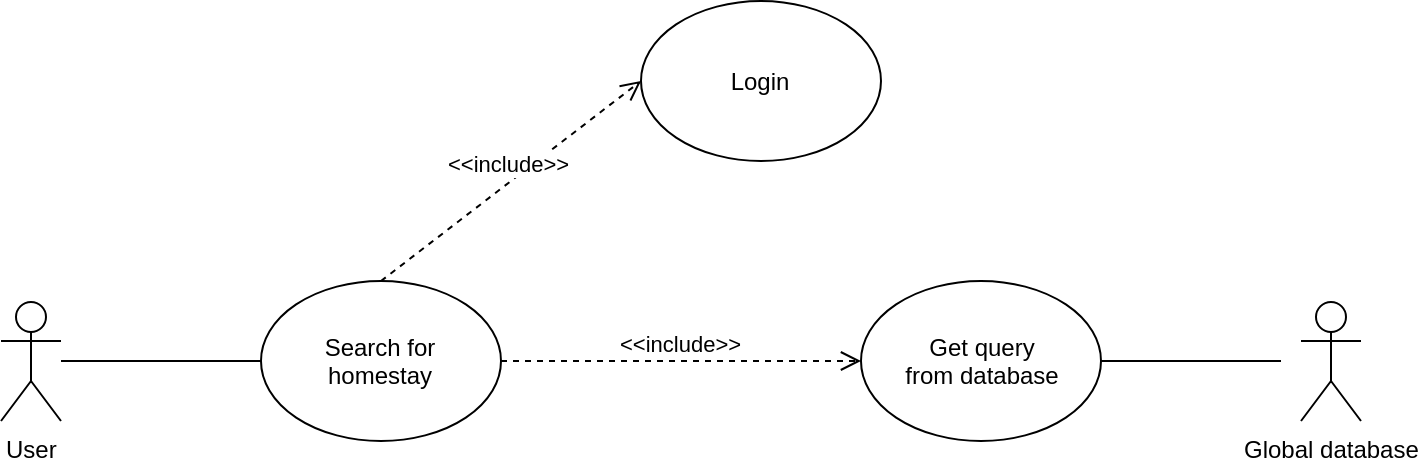 Login
<<include>>
Search for
homestay
<<include>>
Get query
from database
User
Global database